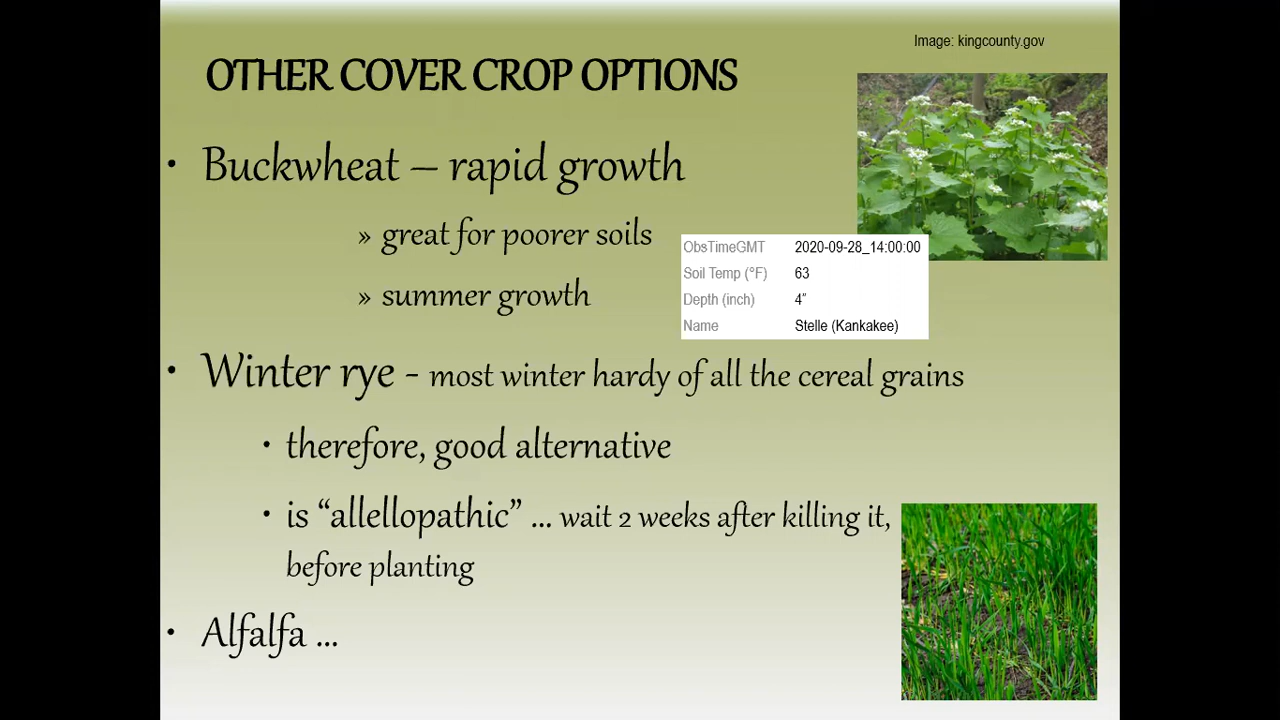 Image: kingcounty.gov
OTHER COVER CROP OPTIONS
• Buckwheat – rapid growth
» great for poorer soils
» summer growth
ObsTimeGMT 2020-09-28_14:00:00
Soil Temp (°F) 63
Depth (inch) 4"
Name Stelle (Kankakee)
• Winter rye - most winter hardy of all the cereal grains
• therefore, good alternative
• is “allellopathic” ... wait 2 weeks after killing it,
before planting
• Alfalfa ...